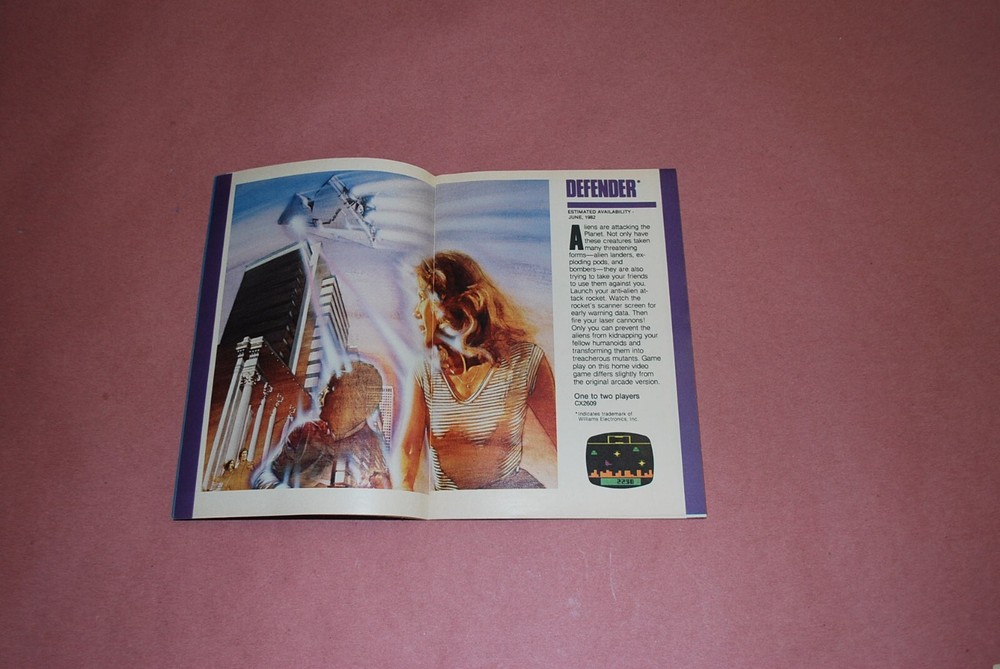 DEFENDER*
ESTIMATED AVAILABILITY:
JUNE, 1982
Aliens are attacking the
Planet. Not only have
these creatures taken
many threatening
forms—alien landers, ex-
ploding pods, and
bombers—they are also
trying to take your friends
to use them against you.
Launch your anti-alien at-
tack rocket. Watch the
rocket's scanner screen for
early warning data. Then
fire your laser cannons!
Only you can prevent the
aliens from kidnapping your
fellow humanoids and
transforming them into
treacherous mutants. Game
play on this home video
game differs slightly from
the original arcade version.
One to two players
CX2609
*Indicates trademark of
Williams Electronics, Inc.